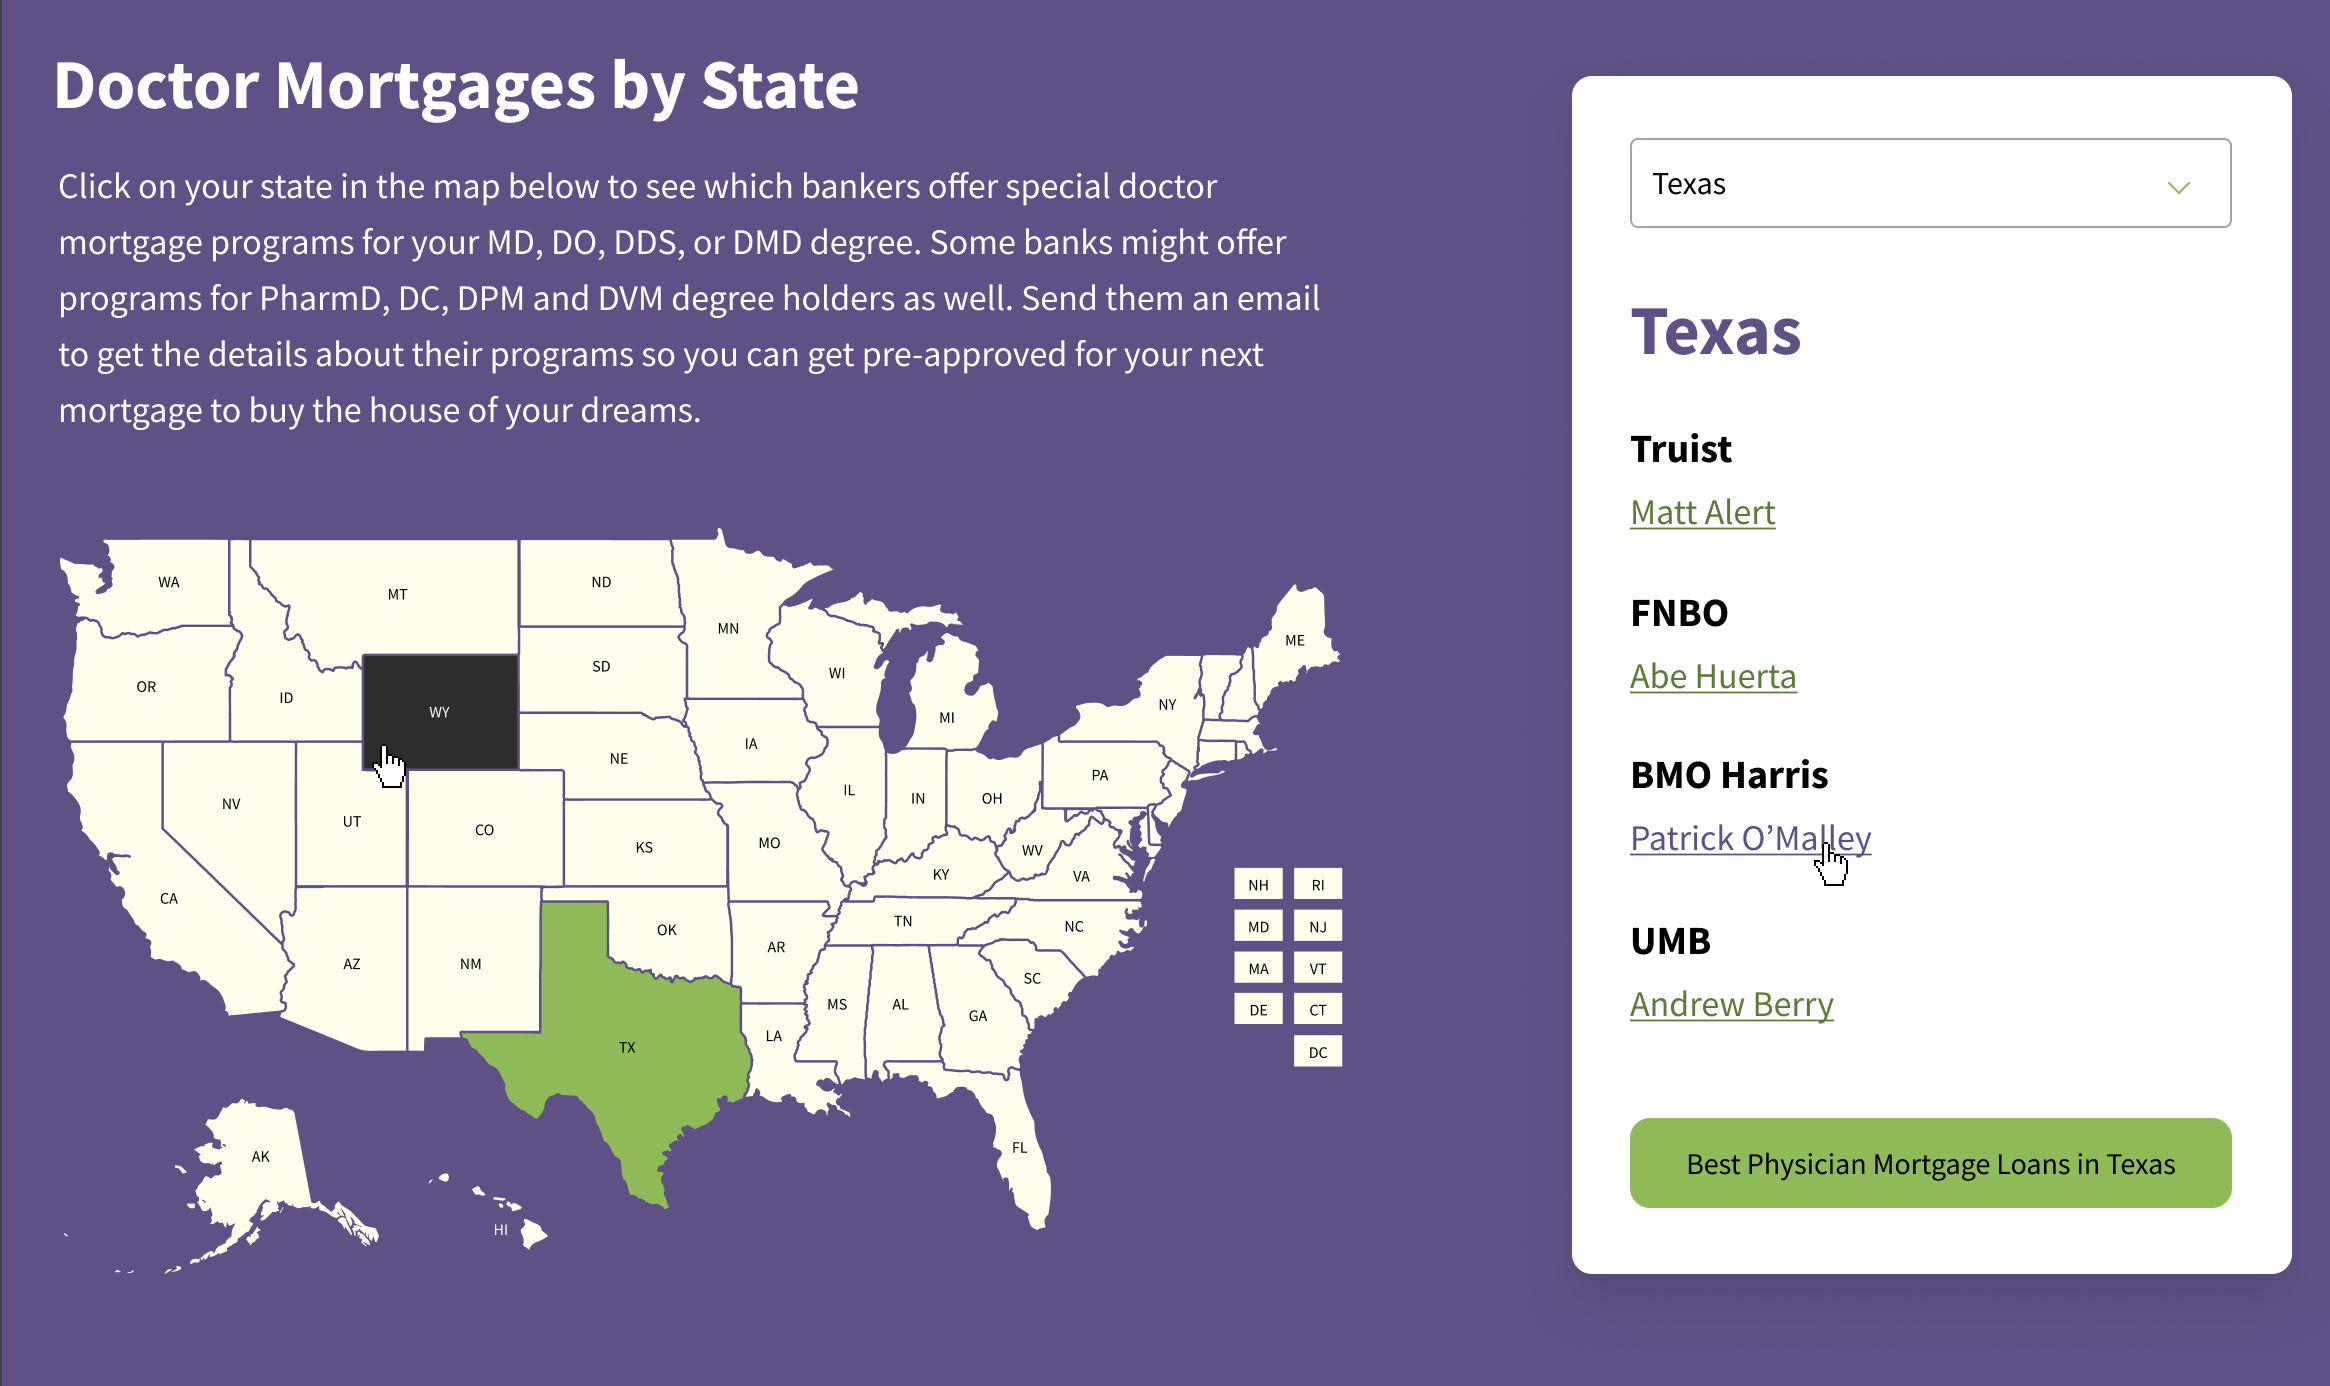 Doctor Mortgages by State
Click on your state in the map below to see which bankers offer special doctor
mortgage programs for your MD, DO, DDS, or DMD degree. Some banks might offer
programs for PharmD, DC, DPM and DVM degree holders as well. Send them an email
to get the details about their programs so you can get pre-approved for your next
mortgage to buy the house of your dreams.
WA
MT
ND
MN
OR
ID
WY
SD
WI
MI
NY
ME
NV
UT
CO
NE
IA
IL
IN
OH
PA
CA
KS
MO
KY
WV
VA
AZ
NM
OK
AR
TN
NC
SC
MS
AL
GA
LA
TX
FL
AK
HI
NH RI
MD NJ
MA VT
DE CT
DC
Texas
Texas
Truist
Matt Alert
FNBO
Abe Huerta
BMO Harris
Patrick O’Malley
UMB
Andrew Berry
Best Physician Mortgage Loans in Texas